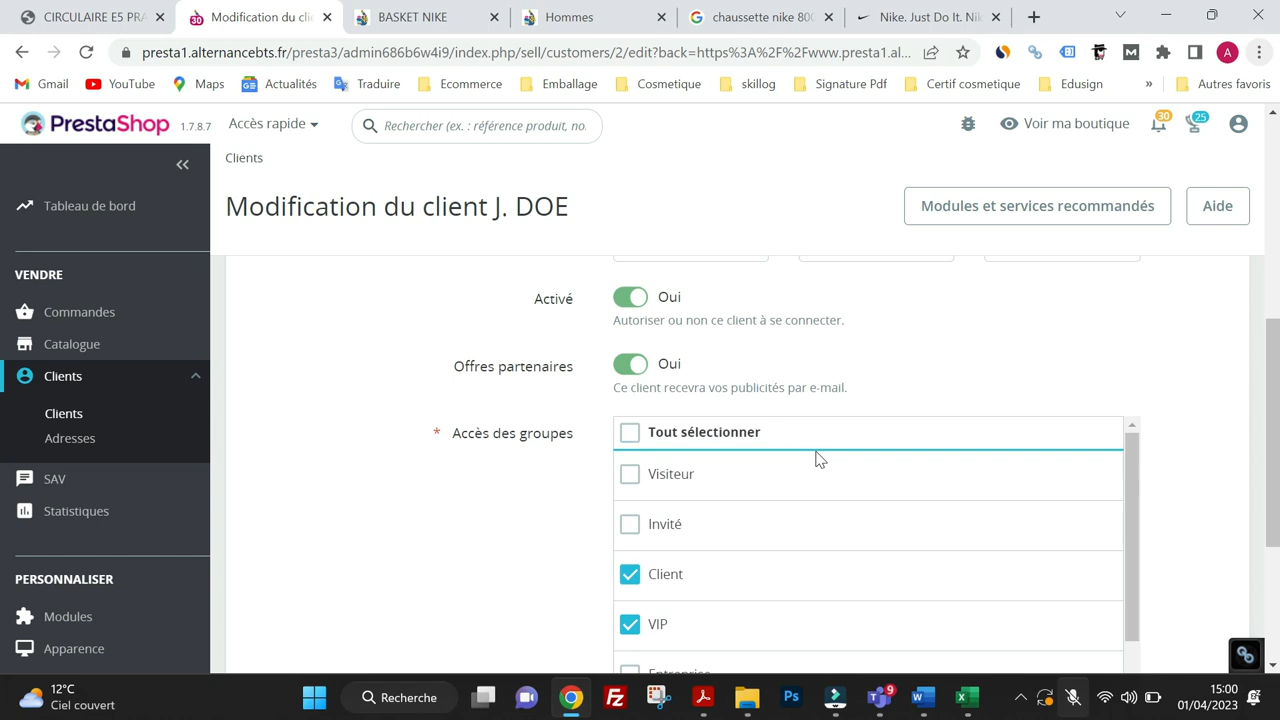 CIRCULAIRE E5 PRA
Modification du clie
BASKET NIKE
Hommes
chaussette nike 800
Nike. Just Do It. Nik
presta1.alternancebts.fr/presta3/admin686b6w4i9/index.php/sell/customers/2/edit?back=https%3A%2F%2Fwww.presta1.al...
Gmail
YouTube
Maps
Actualités
Traduire
Ecommerce
Emballage
Cosmetique
skillog
Signature Pdf
Certif cosmetique
Edusign
»
Autres favoris
PrestaShop
1.7.8.7
Accès rapide
Rechercher (ex. : référence produit, no.
Voir ma boutique
30
25
Clients
Modification du client J. DOE
Modules et services recommandés
Aide
Tableau de bord
VENDRE
Commandes
Catalogue
Clients
Clients
Adresses
SAV
Statistiques
PERSONNALISER
Modules
Apparence
Activé
Oui
Autoriser ou non ce client à se connecter.
Offres partenaires
Oui
Ce client recevra vos publicités par e-mail.
* Accès des groupes
Tout sélectionner
Visiteur
Invité
Client
VIP
Entreprise
12°C
Ciel couvert
Recherche
9
15:00
01/04/2023